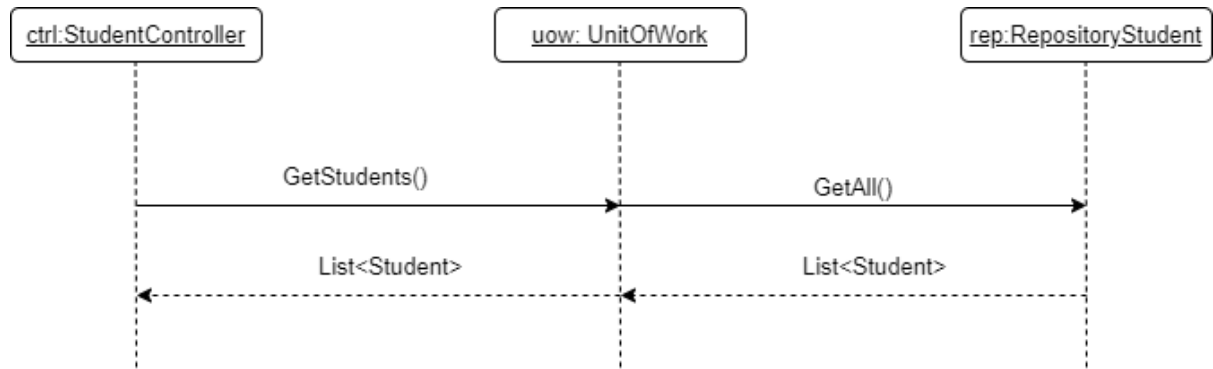 ctrl:StudentController
uow: UnitOfWork
rep:RepositoryStudent
GetStudents()
GetAll()
List<Student>
List<Student>